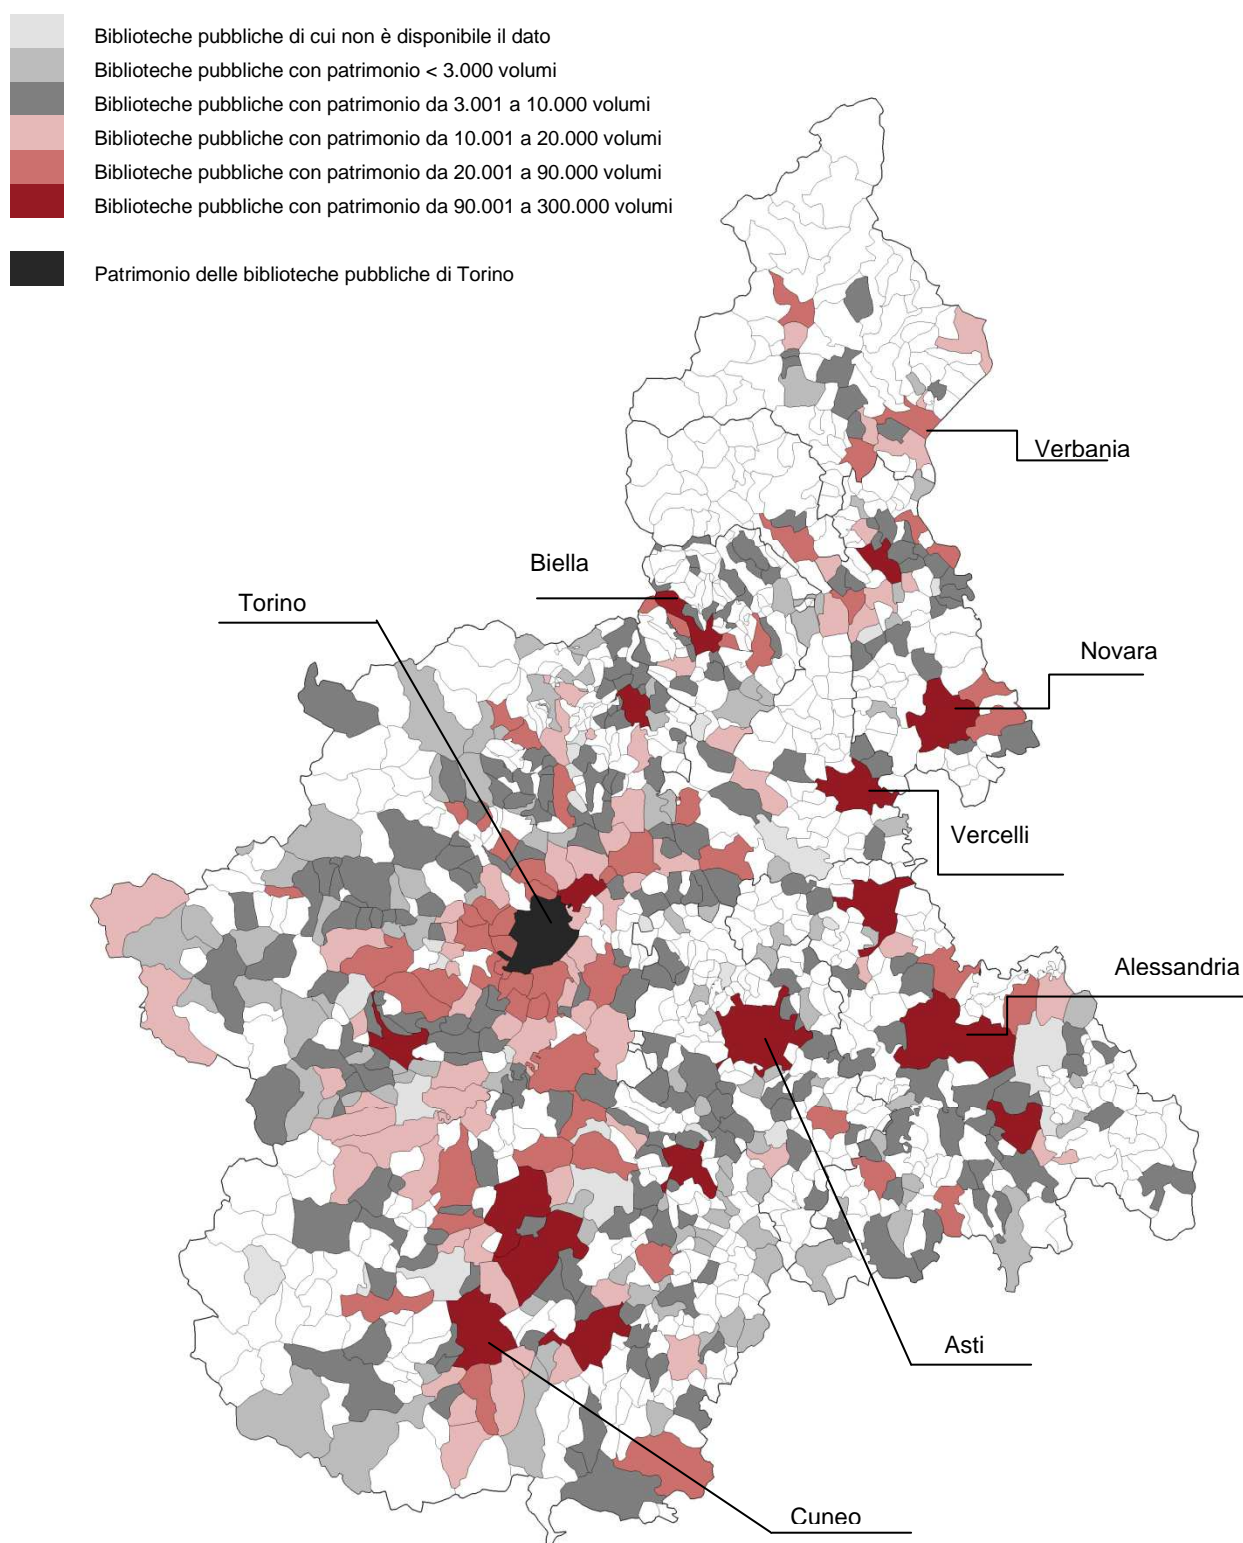 Biblioteche pubbliche di cui non è disponibile il dato
Biblioteche pubbliche con patrimonio < 3.000 volumi
Biblioteche pubbliche con patrimonio da 3.001 a 10.000 volumi
Biblioteche pubbliche con patrimonio da 10.001 a 20.000 volumi
Biblioteche pubbliche con patrimonio da 20.001 a 90.000 volumi
Biblioteche pubbliche con patrimonio da 90.001 a 300.000 volumi
Patrimonio delle biblioteche pubbliche di Torino
Verbania
Biella
Torino
Novara
Vercelli
Alessandria
Asti
Cuneo